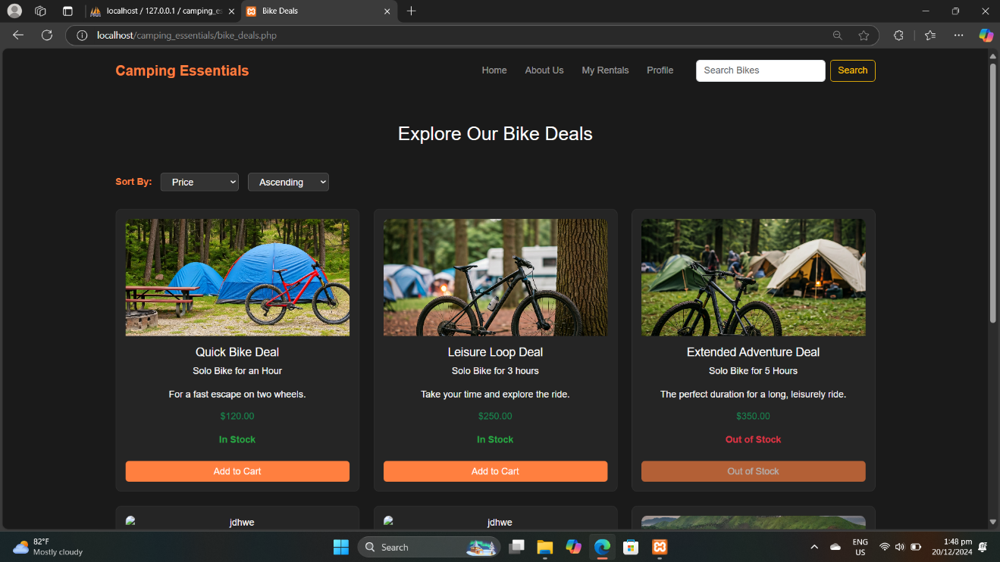 localhost / 127.0.0.1 / camping_es
Bike Deals
localhost/camping_essentials/bike_deals.php
Camping Essentials
Home
About Us
My Rentals
Profile
Search Bikes
Search
Explore Our Bike Deals
Sort By:
Price
Ascending
Quick Bike Deal
Solo Bike for an Hour
For a fast escape on two wheels.
$120.00
In Stock
Add to Cart
Leisure Loop Deal
Solo Bike for 3 hours
Take your time and explore the ride.
$250.00
In Stock
Add to Cart
Extended Adventure Deal
Solo Bike for 5 Hours
The perfect duration for a long, leisurely ride.
$350.00
Out of Stock
Out of Stock
jdhwe
jdhwe
82°F
Mostly cloudy
Search
ENG
US
1:48 pm
20/12/2024